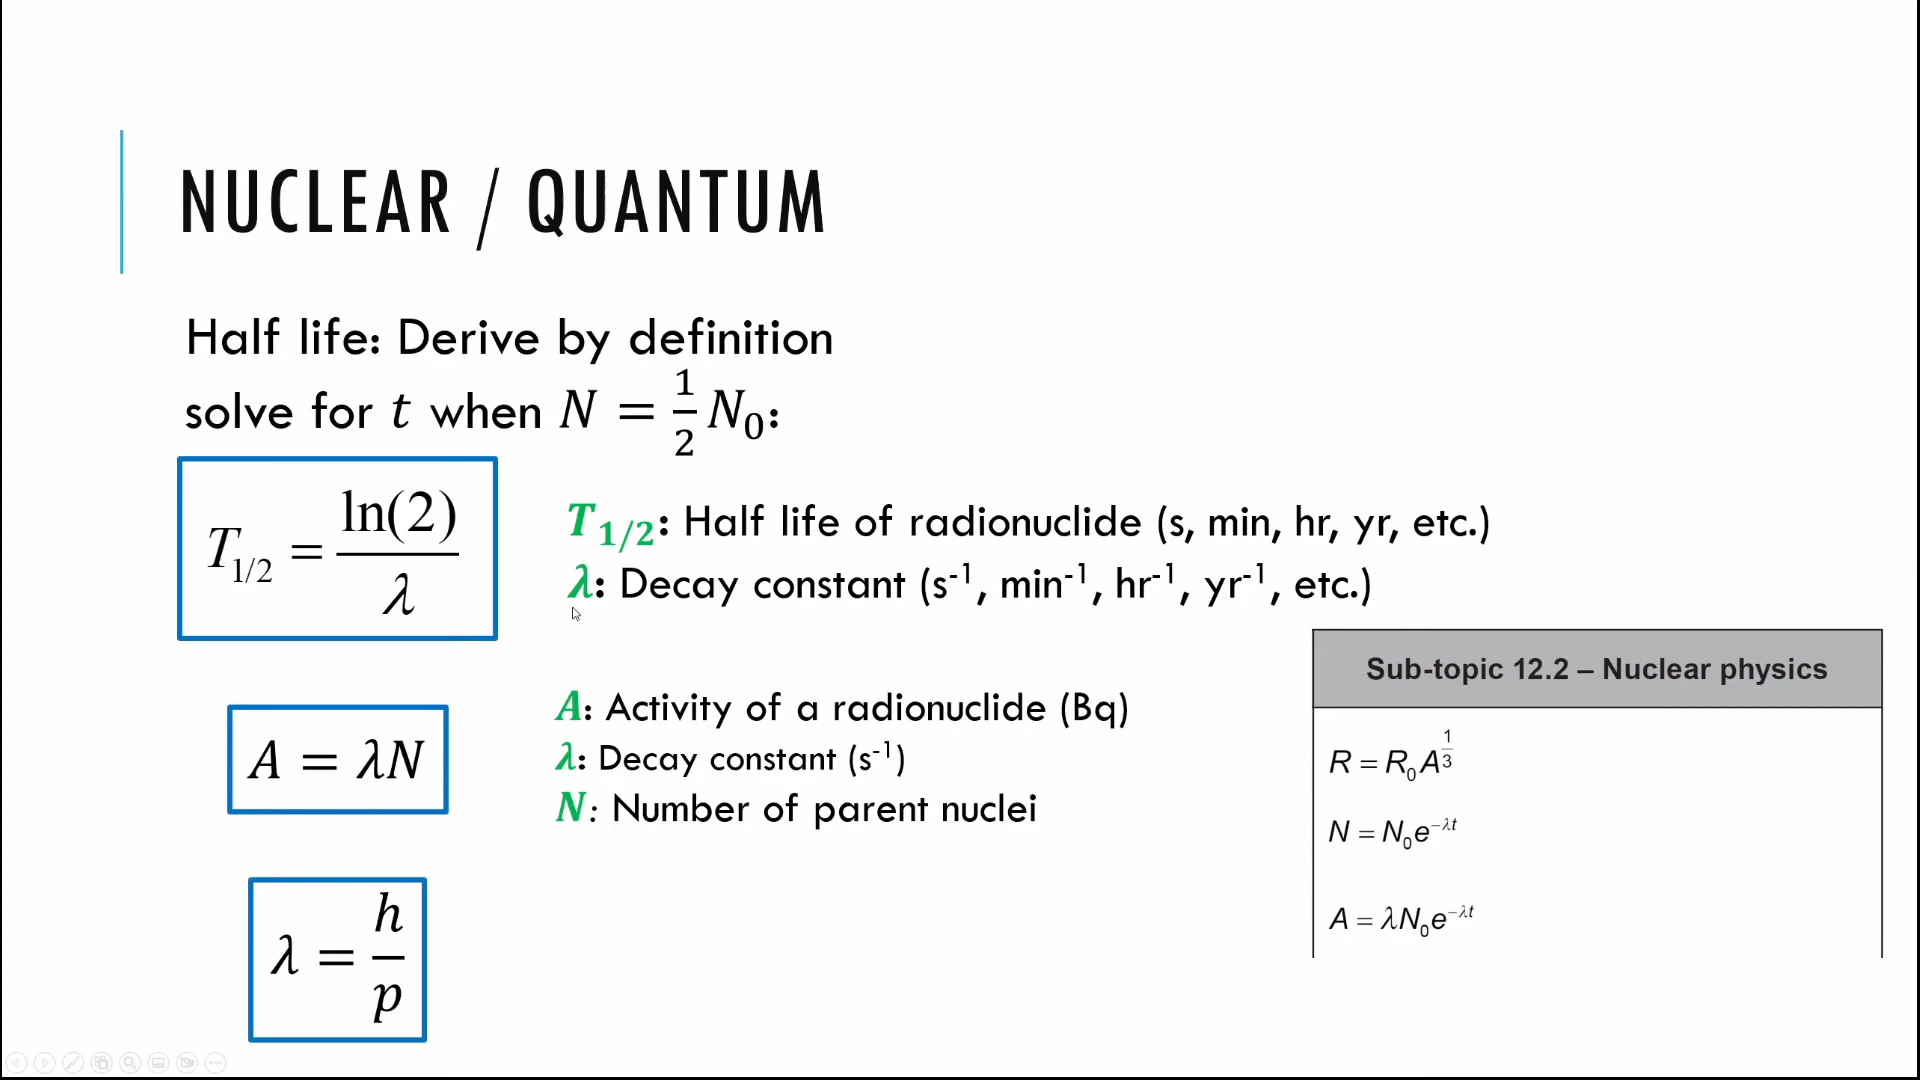 NUCLEAR / QUANTUM
Half life: Derive by definition
solve for t when N = 1/2 N₀:
T₁/₂ = ln(2)/λ
T₁/₂: Half life of radionuclide (s, min, hr, yr, etc.)
λ: Decay constant (s⁻¹, min⁻¹, hr⁻¹, yr⁻¹, etc.)
A = λN
A: Activity of a radionuclide (Bq)
λ: Decay constant (s⁻¹)
N: Number of parent nuclei
λ = h/p
Sub-topic 12.2 – Nuclear physics
R = R₀A^(1/3)
N = N₀e^(−λt)
A = λN₀e^(−λt)